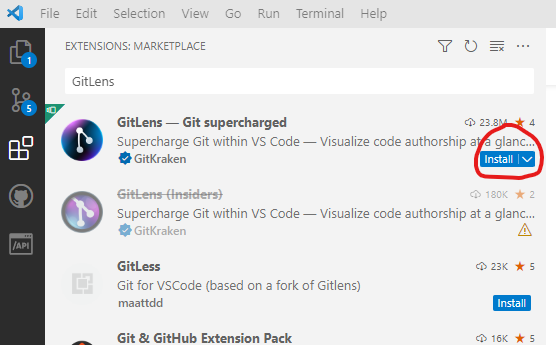 File Edit Selection View Go Run Terminal Help
EXTENSIONS: MARKETPLACE
GitLens
GitLens — Git supercharged 23.8M 4
Supercharge Git within VS Code — Visualize code authorship at a glanc...
GitKraken Install
GitLens (Insiders) 180K 2
Supercharge Git within VS Code — Visualize code authorship at a glanc...
GitKraken
GitLess 23K 5
Git for VSCode (based on a fork of Gitlens)
maattdd Install
Git & GitHub Extension Pack 16K 5
1
5
/API